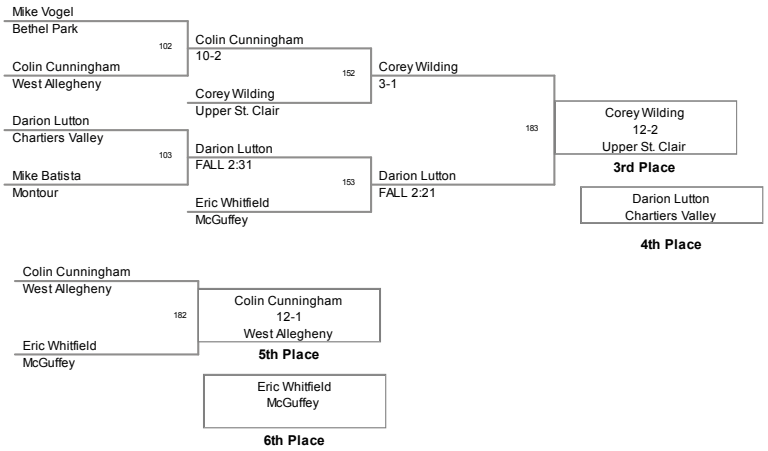 Mike Vogel
Bethel Park
102
Colin Cunningham
10-2
Colin Cunningham
West Allegheny
152
Corey Wilding
3-1
Corey Wilding
Upper St. Clair
Darion Lutton
Chartiers Valley
183
Corey Wilding
12-2
Upper St. Clair
3rd Place
103
Darion Lutton
FALL 2:31
Mike Batista
Montour
153
Darion Lutton
FALL 2:21
Eric Whitfield
McGuffey
Darion Lutton
Chartiers Valley
4th Place
Colin Cunningham
West Allegheny
182
Colin Cunningham
12-1
West Allegheny
5th Place
Eric Whitfield
McGuffey
Eric Whitfield
McGuffey
6th Place